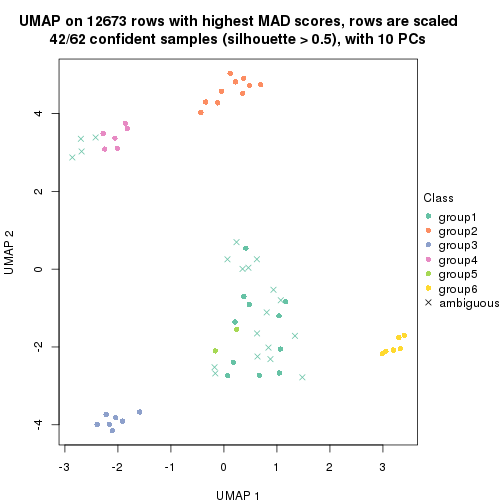 UMAP on 12673 rows with highest MAD scores, rows are scaled
42/62 confident samples (silhouette > 0.5), with 10 PCs
4
2
0
-2
-4
UMAP 2
-3
-2
-1
0
1
2
3
UMAP 1
Class
group1
group2
group3
group4
group5
group6
ambiguous